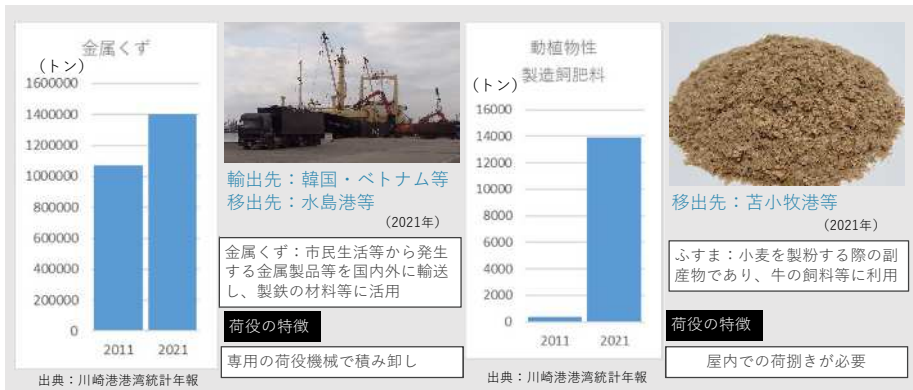 金属くず
（トン）
1600000
1400000
1200000
1000000
800000
600000
400000
200000
0
2011
2021
出典：川崎港港湾統計年報
輸出先：韓国・ベトナム等
移出先：水島港等
（2021年）
金属くず：市民生活等から発生
する金属製品等を国内外に輸送
し、製鉄の材料等に活用
荷役の特徴
専用の荷役機械で積み卸し
動植物性
製造飼肥料
（トン）
16000
14000
12000
10000
8000
6000
4000
2000
0
2011
2021
出典：川崎港港湾統計年報
移出先：苫小牧港等
（2021年）
ふすま：小麦を製粉する際の副
産物であり、牛の飼料等に利用
荷役の特徴
屋内での荷捌きが必要